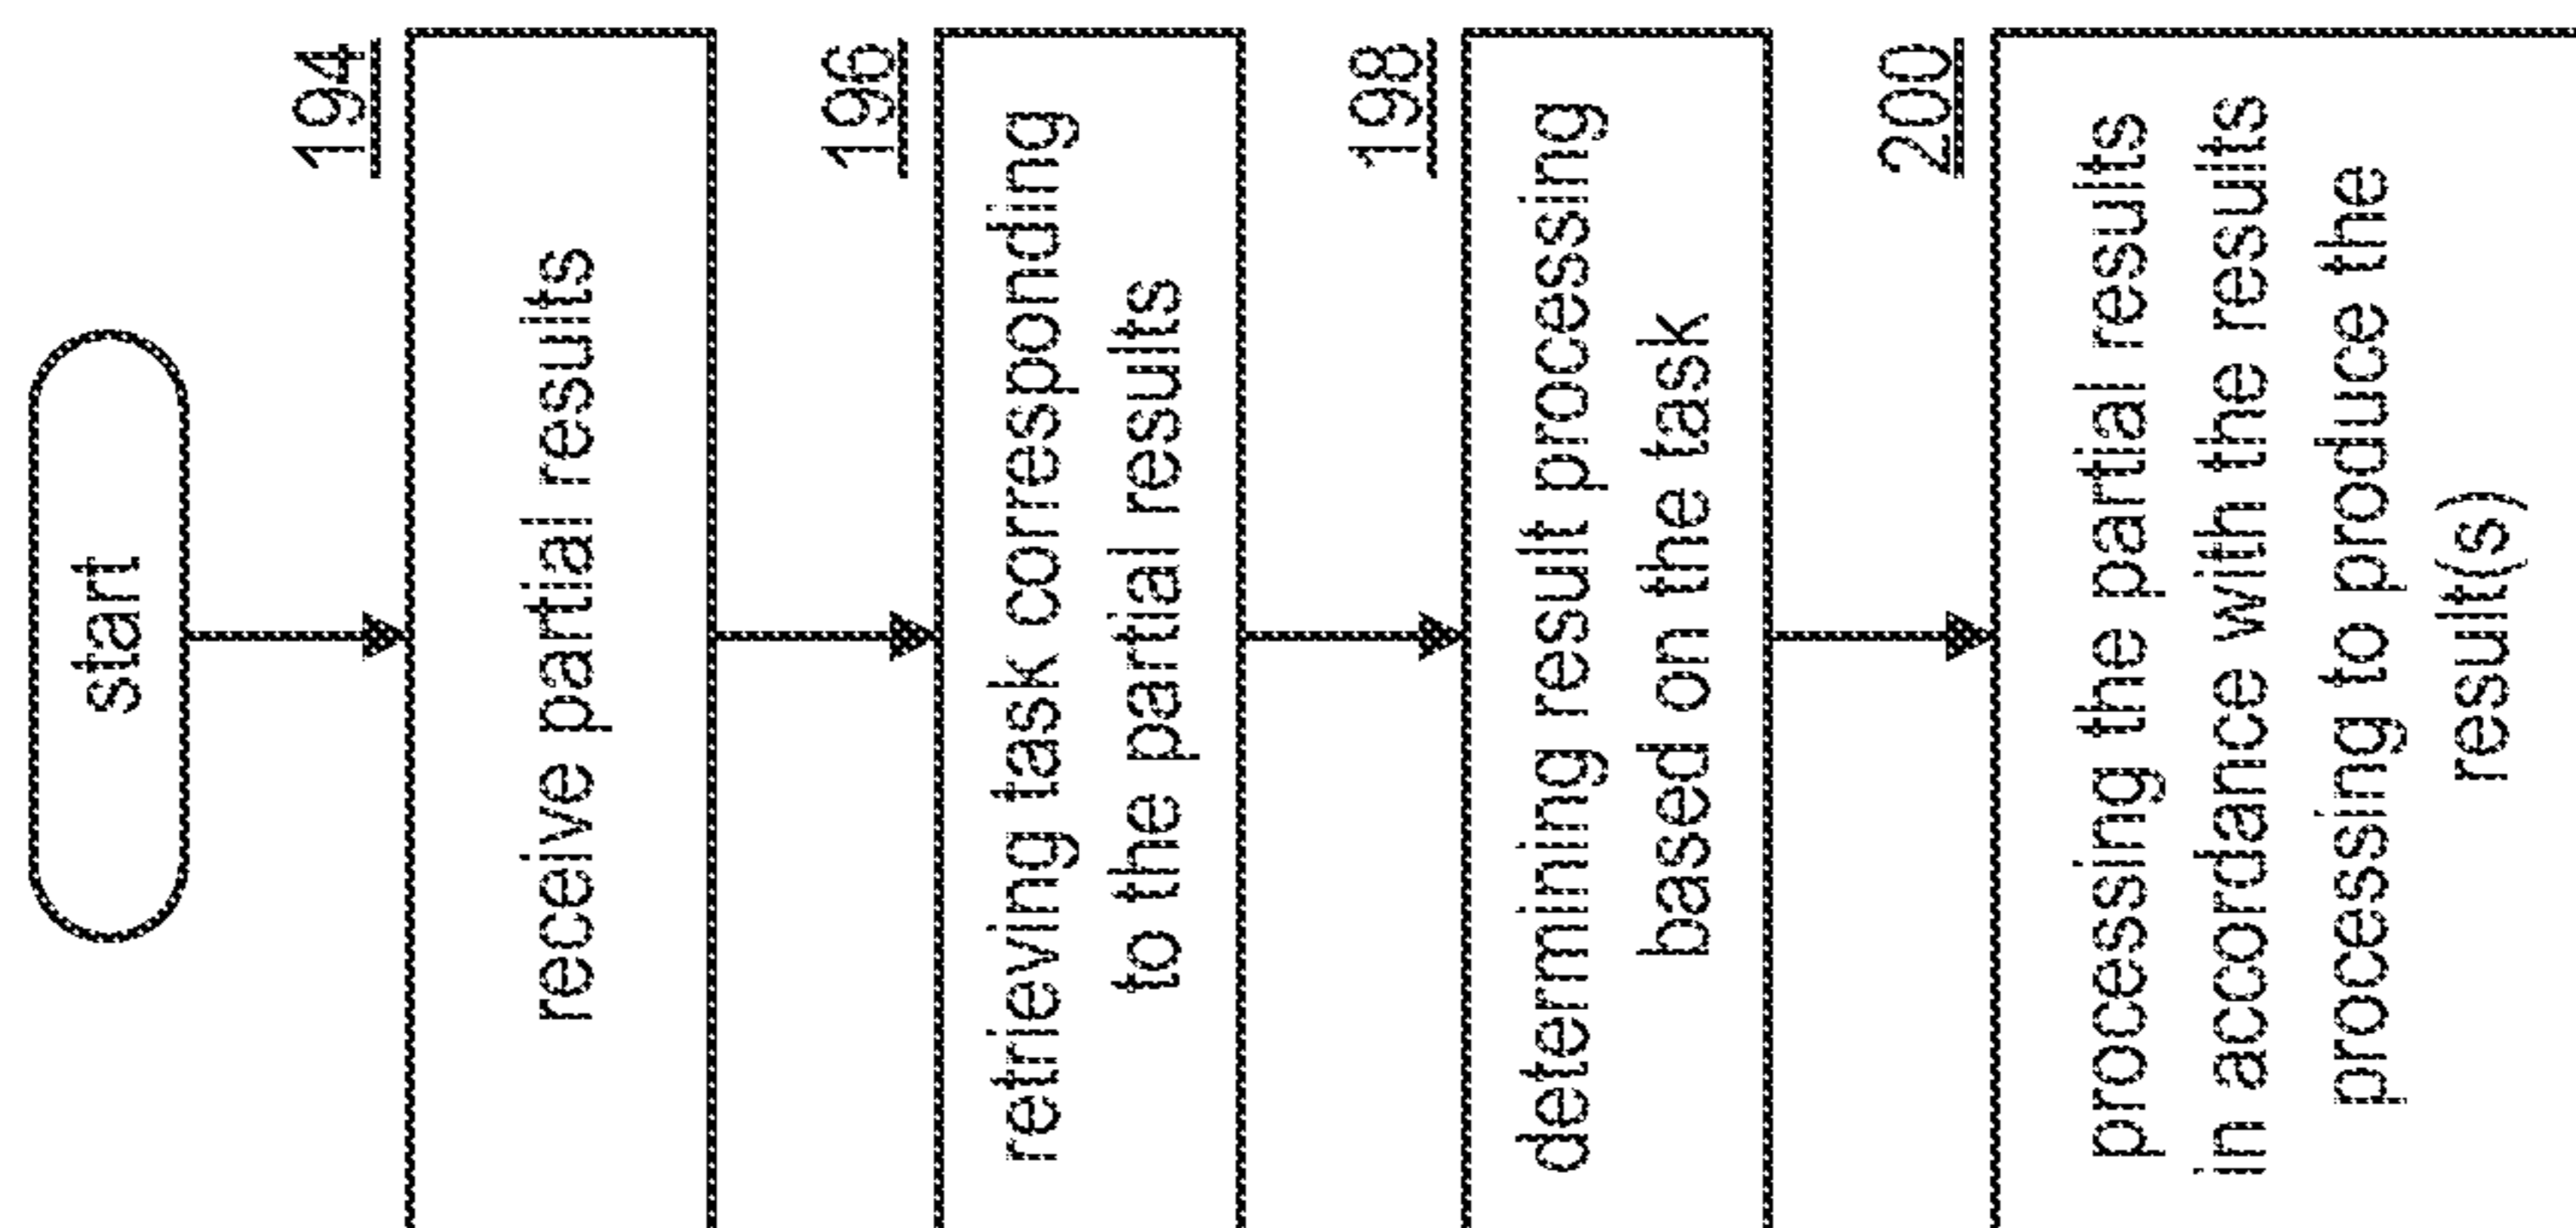 start
194
receive partial results
196
retrieving task corresponding
to the partial results
198
determining result processing
based on the task
200
processing the partial results
in accordance with the results
processing to produce the
result(s)